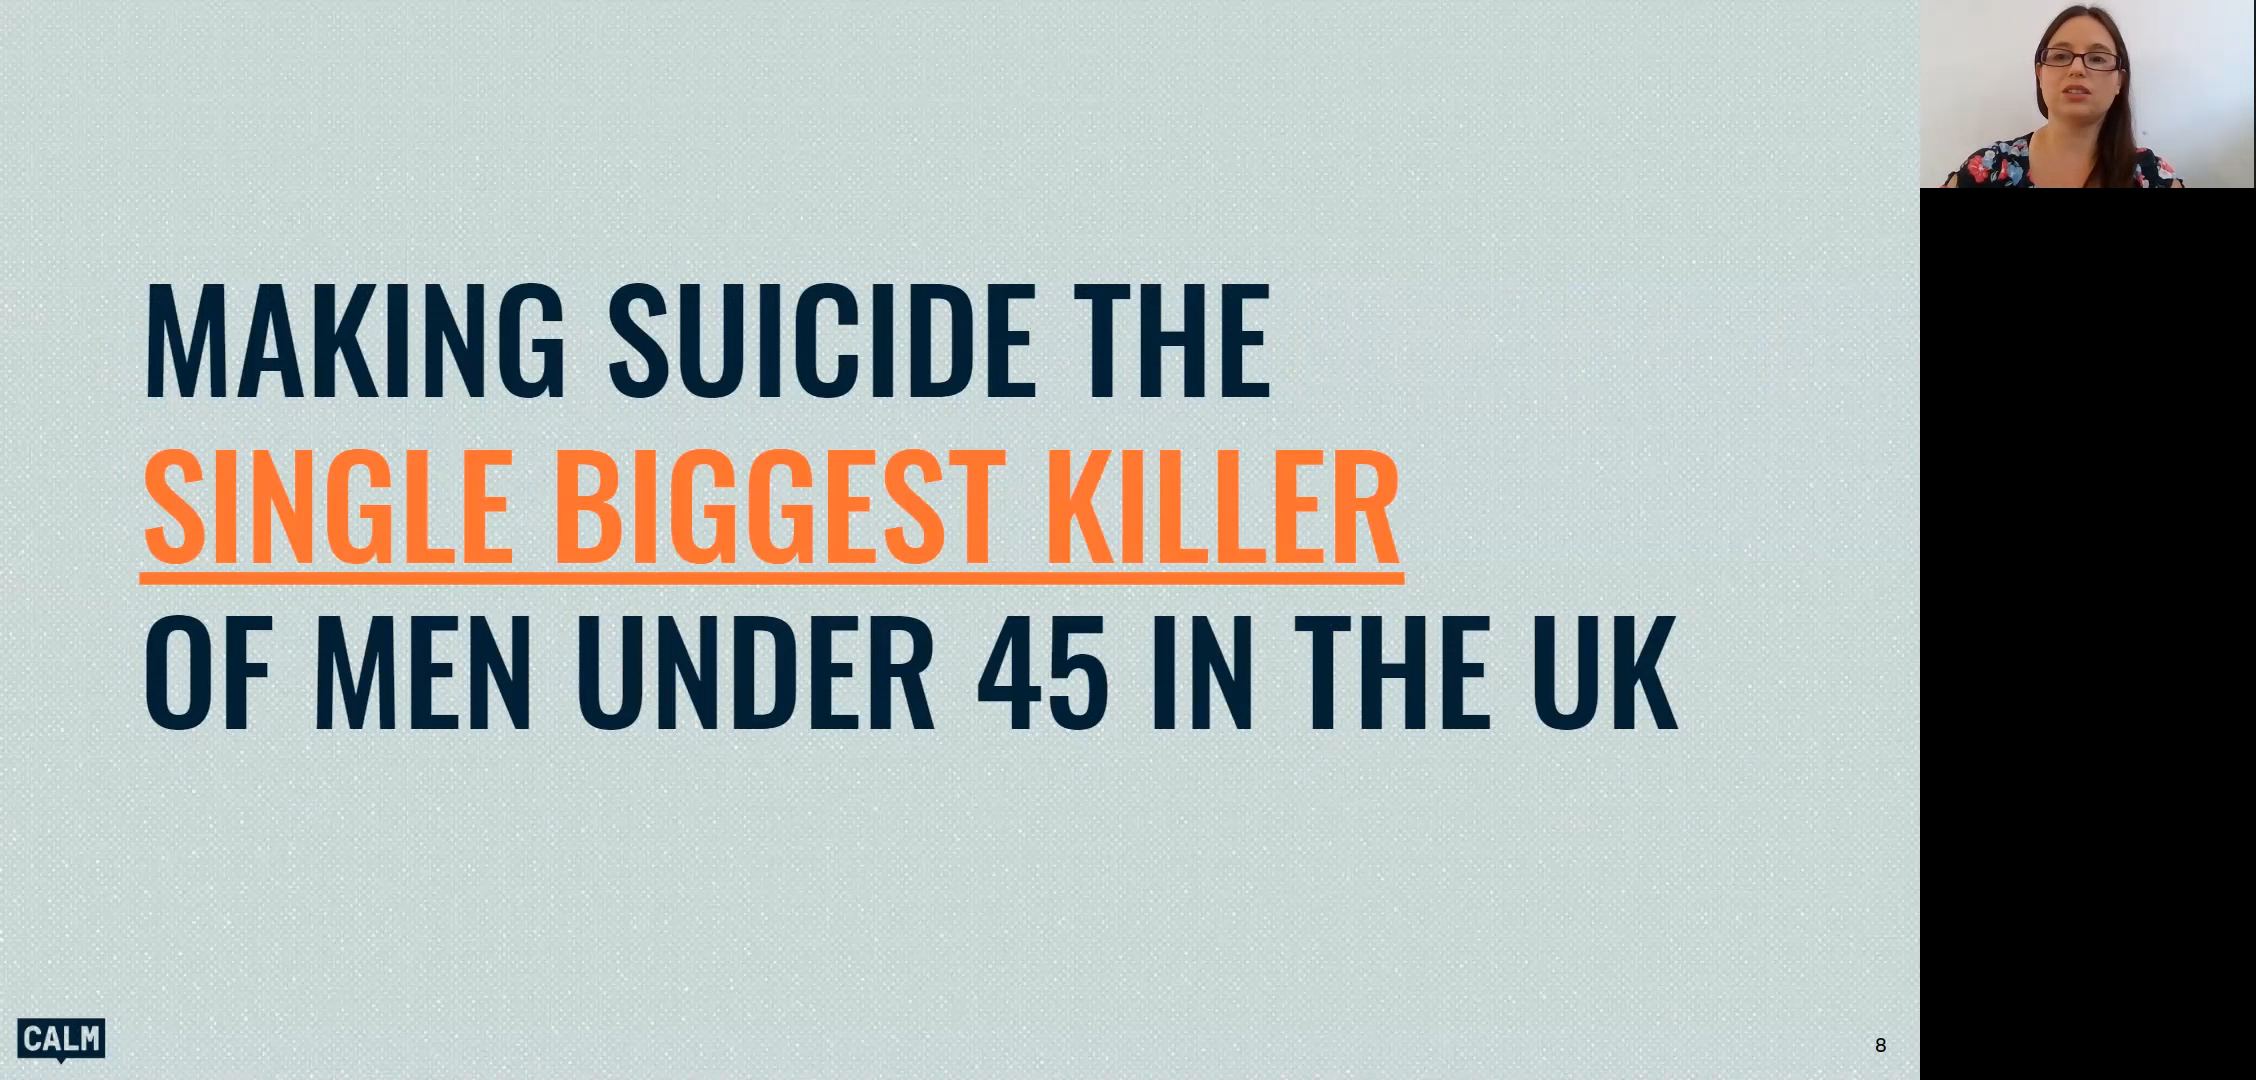 MAKING SUICIDE THE
SINGLE BIGGEST KILLER
OF MEN UNDER 45 IN THE UK
CALM
8